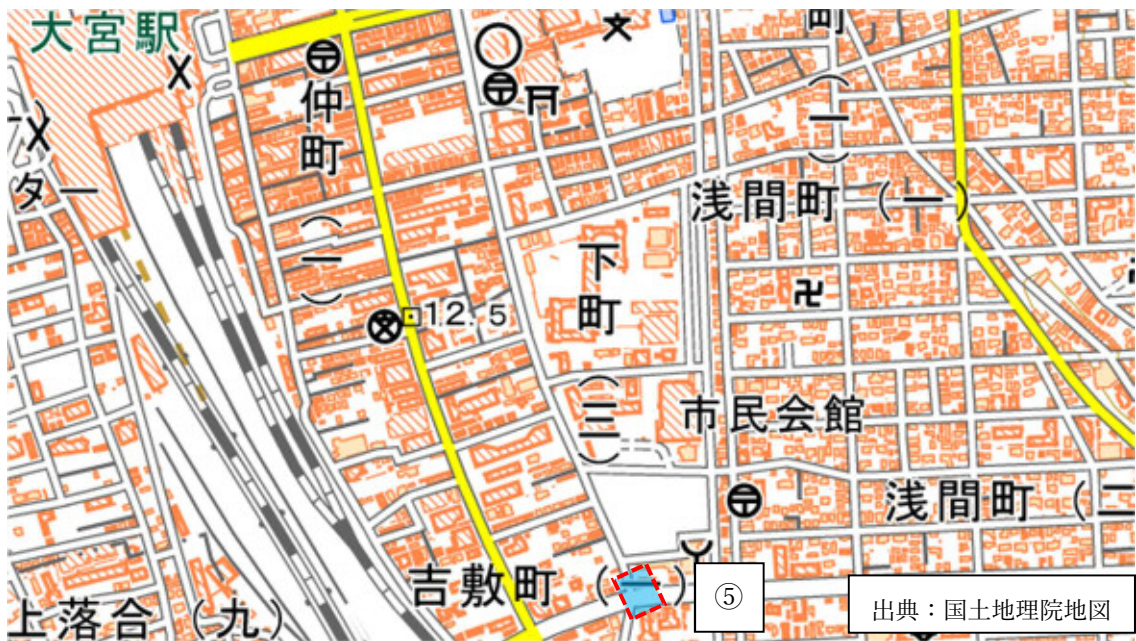 大宮駅
ター
仲町(一)
12.5
町(一)
浅間町(一)
下町(三)
市民会館
浅間町(二
吉敷町(一)
上落合(九)
⑤
出典：国土地理院地図